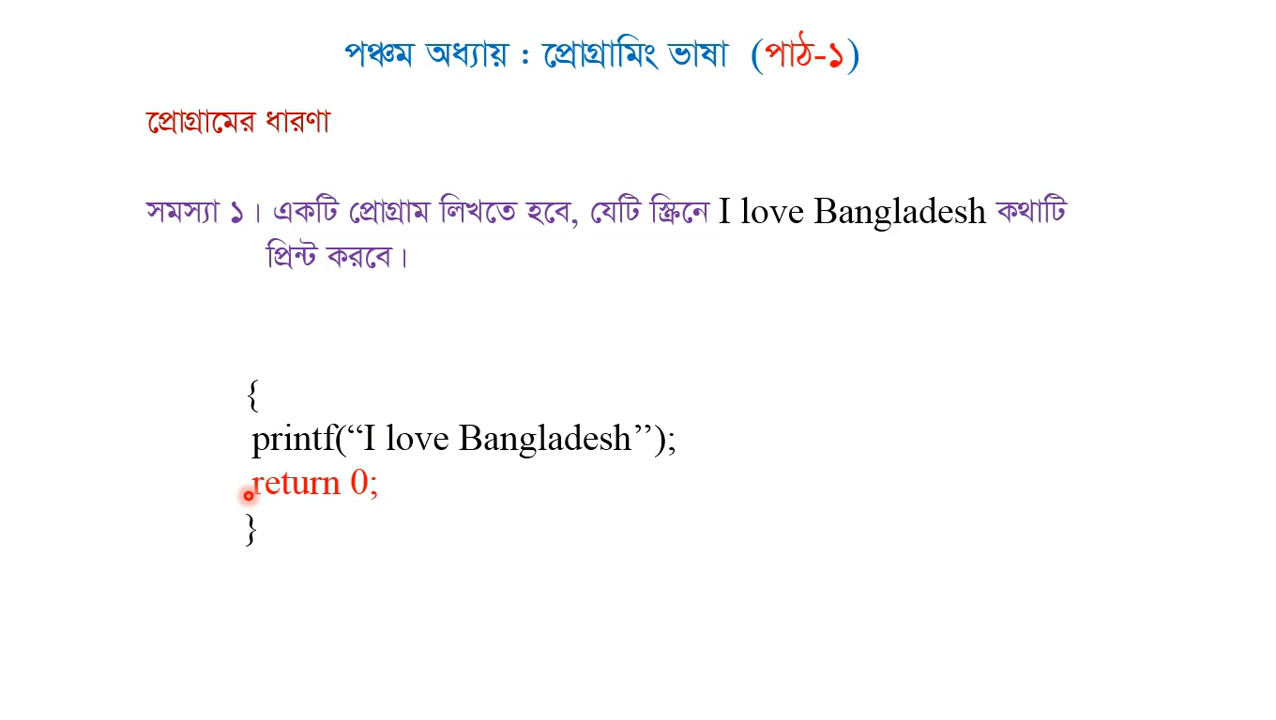 পঞ্চম অধ্যায় : প্রোগ্রামিং ভাষা (পাঠ-১)
প্রোগ্রামের ধারণা
সমস্যা ১। একটি প্রোগ্রাম লিখতে হবে, যেটি স্ক্রিনে I love Bangladesh কথাটি
প্রিন্ট করবে।
{
printf(“I love Bangladesh’’);
return 0;
}